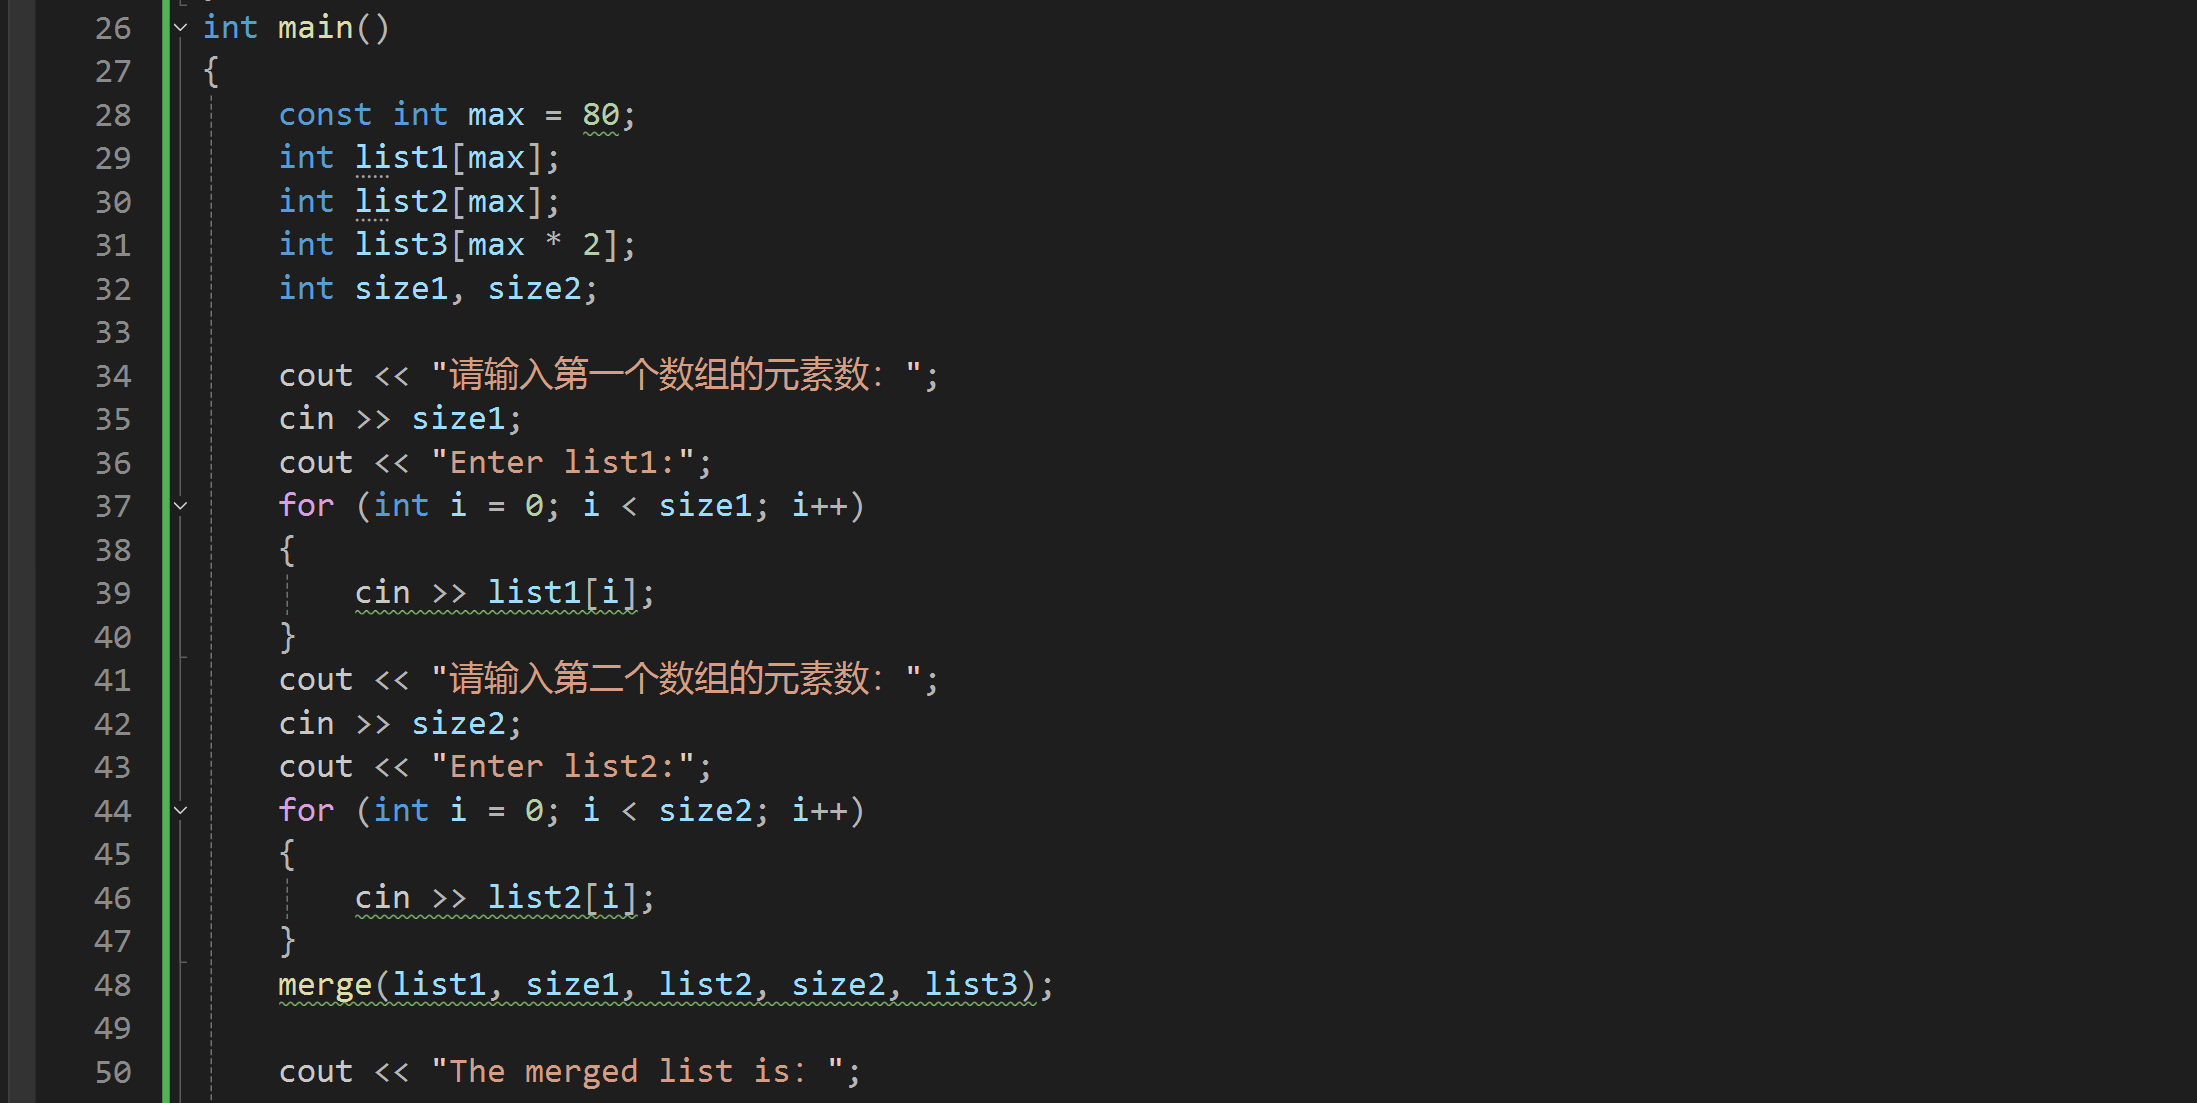 26 int main()
27 {
28 const int max = 80;
29 int list1[max];
30 int list2[max];
31 int list3[max * 2];
32 int size1, size2;
33
34 cout << "请输入第一个数组的元素数：";
35 cin >> size1;
36 cout << "Enter list1:";
37 for (int i = 0; i < size1; i++)
38 {
39 cin >> list1[i];
40 }
41 cout << "请输入第二个数组的元素数：";
42 cin >> size2;
43 cout << "Enter list2:";
44 for (int i = 0; i < size2; i++)
45 {
46 cin >> list2[i];
47 }
48 merge(list1, size1, list2, size2, list3);
49
50 cout << "The merged list is：";